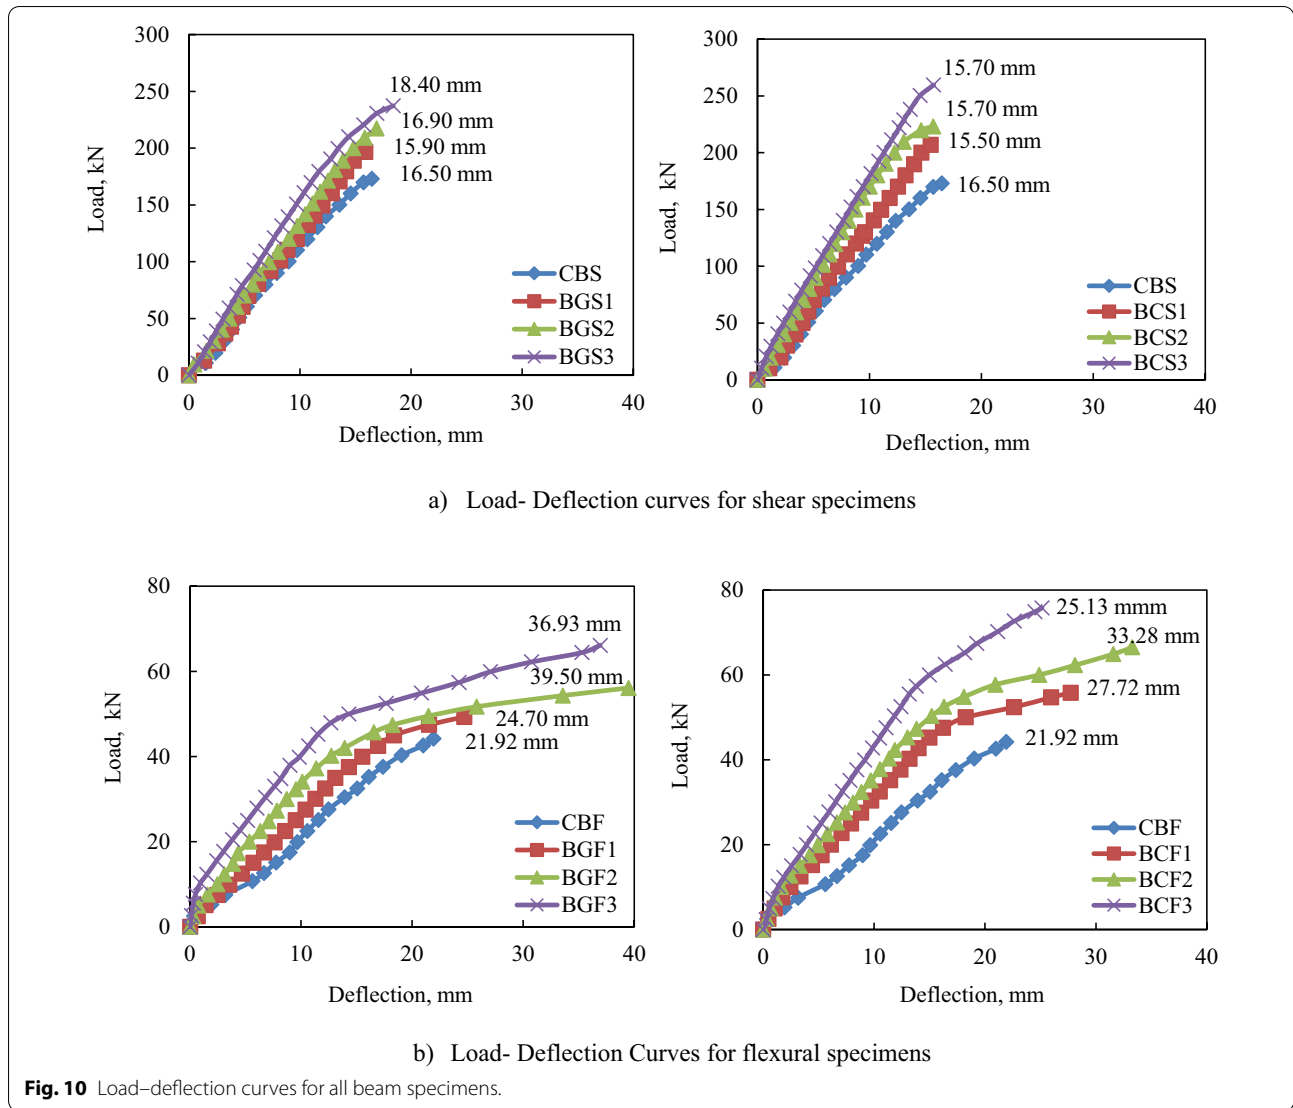 300
250
200
150
100
50
0
Load, kN
18.40 mm
16.90 mm
15.90 mm
16.50 mm
CBS
BGS1
BGS2
BGS3
0 10 20 30 40
Deflection, mm
300
250
200
150
100
50
0
Load, kN
15.70 mm
15.70 mm
15.50 mm
16.50 mm
CBS
BCS1
BCS2
BCS3
0 10 20 30 40
Deflection, mm
a) Load- Deflection curves for shear specimens
80
60
40
20
0
Load, kN
36.93 mm
39.50 mm
24.70 mm
21.92 mm
CBF
BGF1
BGF2
BGF3
0 10 20 30 40
Deflection, mm
80
60
40
20
0
Load, kN
25.13 mmm
33.28 mm
27.72 mm
21.92 mm
CBF
BCF1
BCF2
BCF3
0 10 20 30 40
Deflection, mm
b) Load- Deflection Curves for flexural specimens
Fig. 10 Load–deflection curves for all beam specimens.